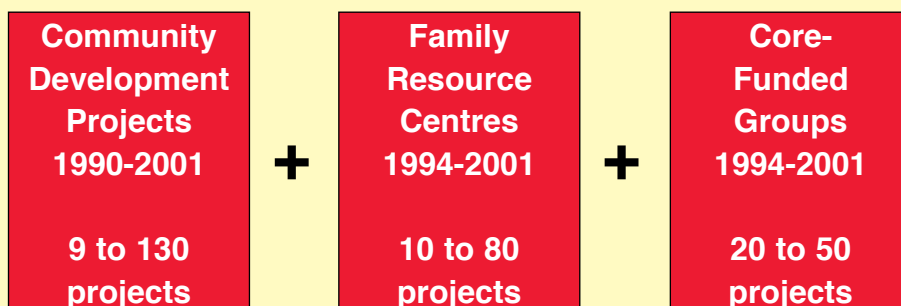 Community
Development
Projects
1990-2001
9 to 130
projects
+
Family
Resource
Centres
1994-2001
10 to 80
projects
+
Core-
Funded
Groups
1994-2001
20 to 50
projects